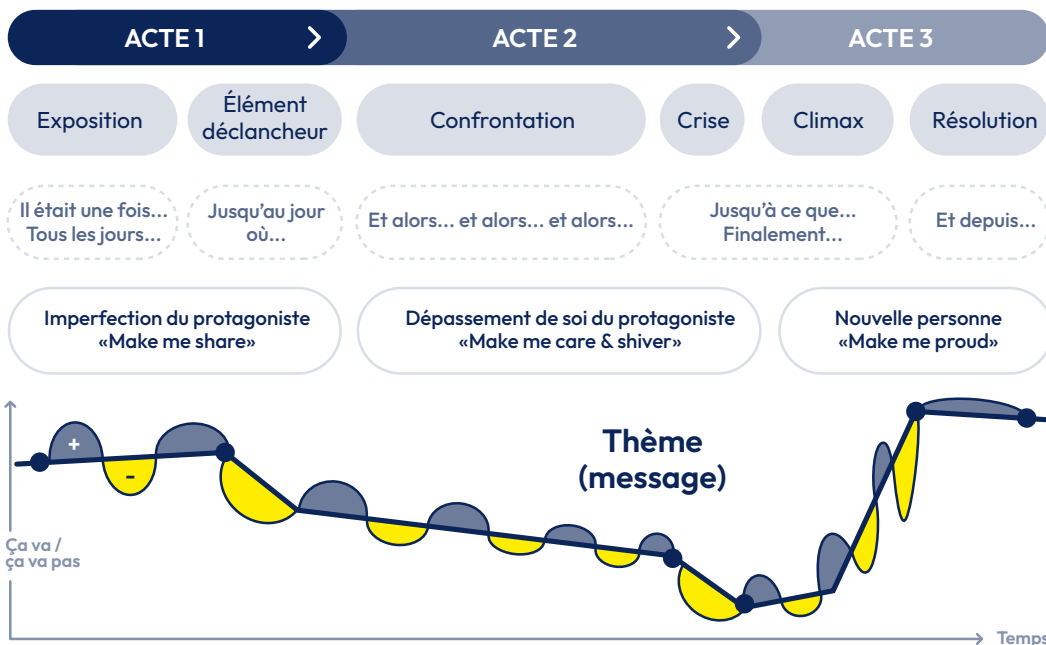 ACTE 1
ACTE 2
ACTE 3
Exposition
Élément
déclancheur
Confrontation
Crise
Climax
Résolution
Il était une fois...
Tous les jours...
Jusqu'au jour
où...
Et alors... et alors... et alors...
Jusqu'à ce que...
Finalement...
Et depuis...
Imperfection du protagoniste
«Make me share»
Dépassement de soi du protagoniste
«Make me care & shiver»
Nouvelle personne
«Make me proud»
+
-
Thème
(message)
Ça va /
ça va pas
Temps